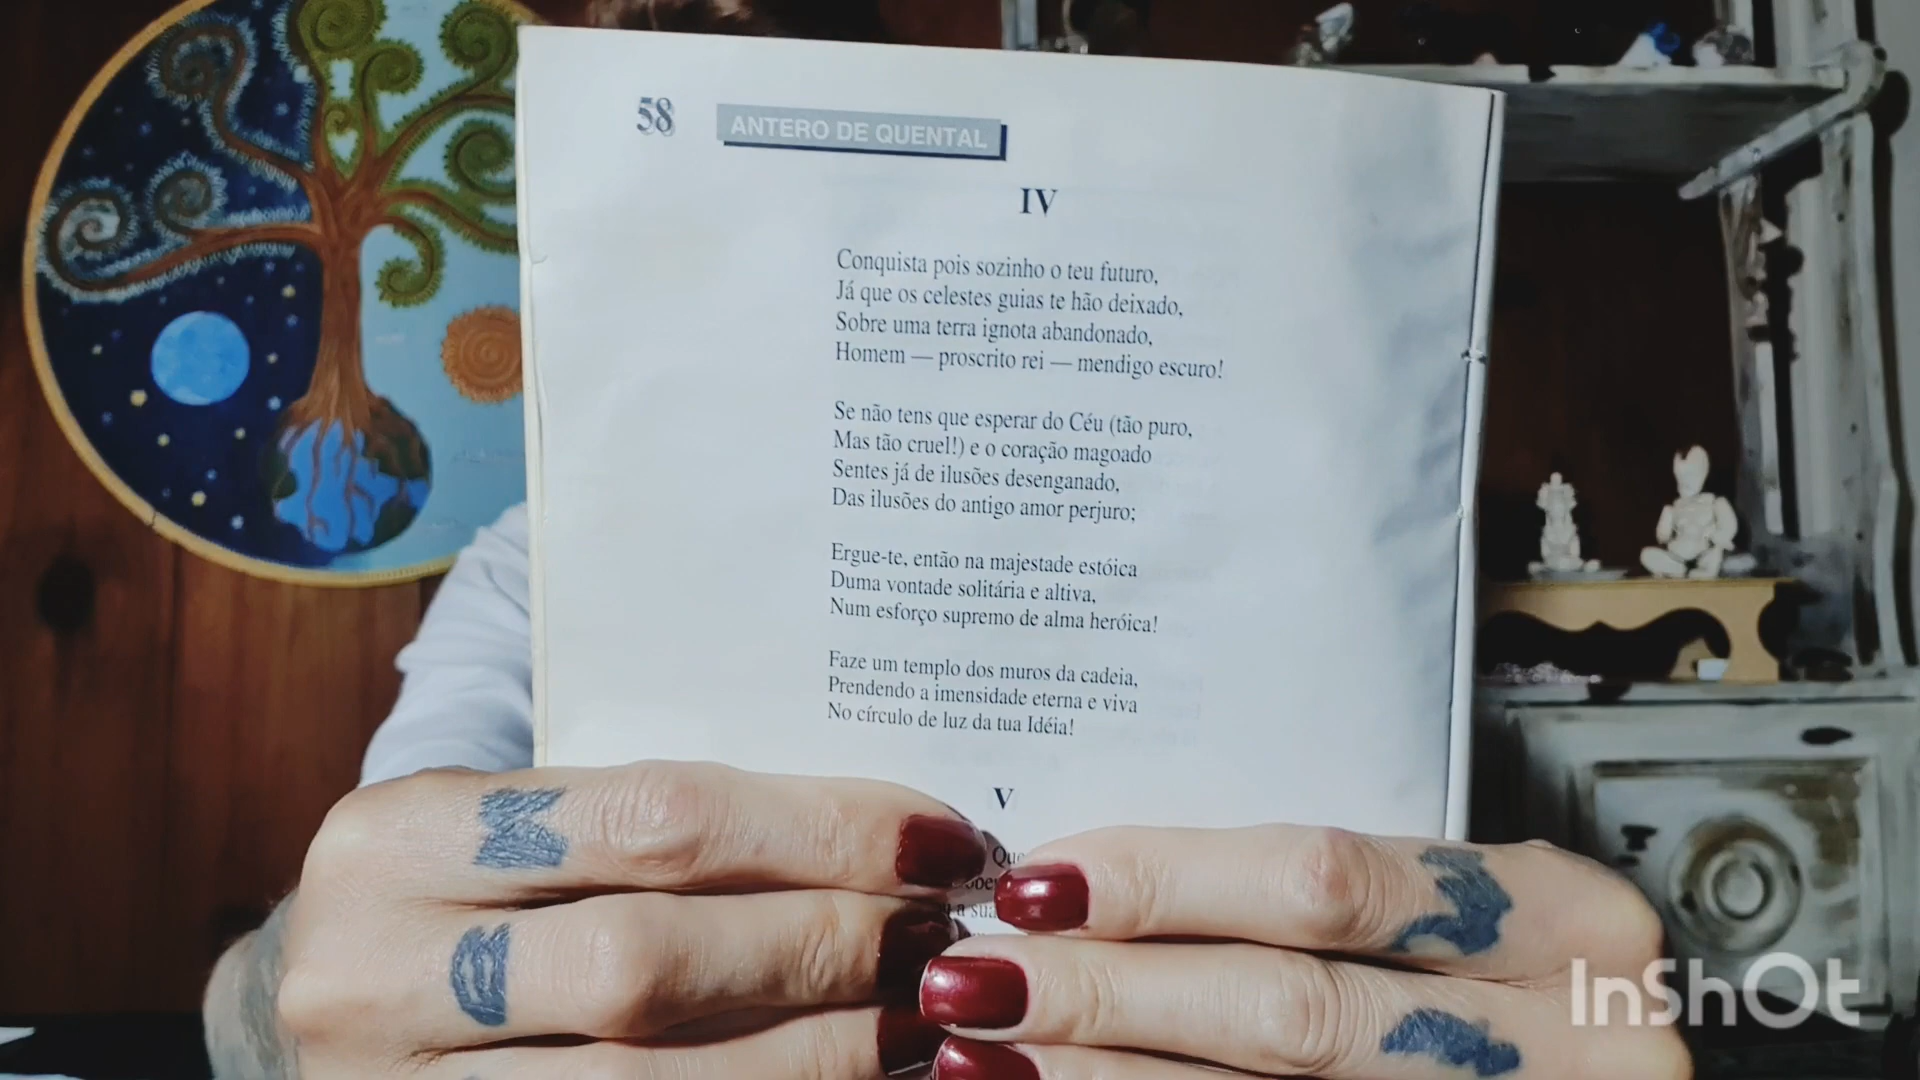 58
ANTERO DE QUENTAL
IV
Conquista pois sozinho o teu futuro,
Já que os celestes guias te hão deixado,
Sobre uma terra ignota abandonado,
Homem — proscrito rei — mendigo escuro!
Se não tens que esperar do Céu (tão puro,
Mas tão cruel!) e o coração magoado
Sentes já de ilusões desenganado,
Das ilusões do antigo amor perjuro;
Ergue-te, então na majestade estóica
Duma vontade solitária e altiva,
Num esforço supremo de alma heróica!
Faze um templo dos muros da cadeia,
Prendendo a imensidade eterna e viva
No círculo de luz da tua Idéia!
V
a sua
InShOt